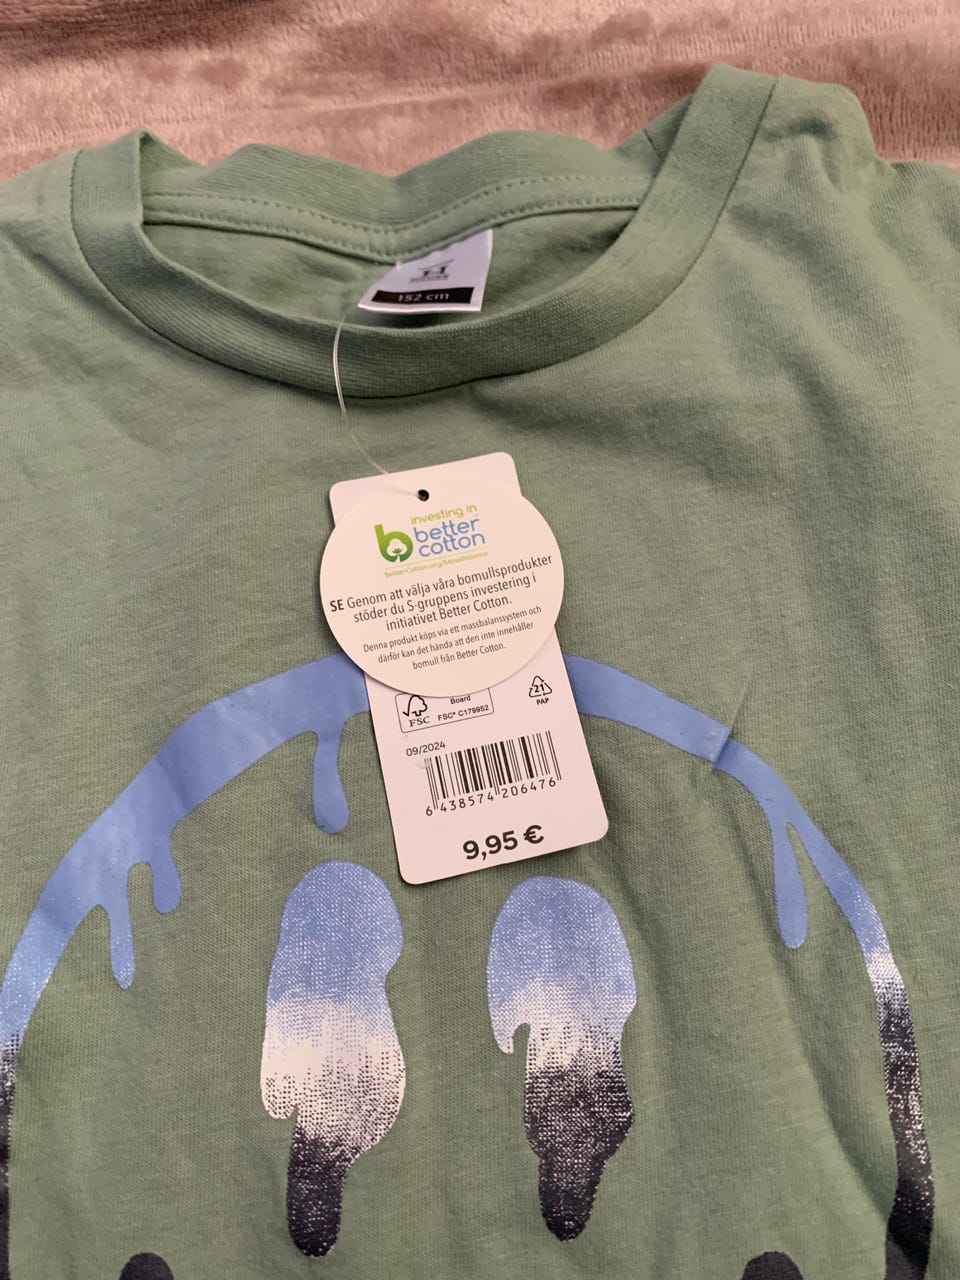 152 cm
investing in
better
cotton™
BetterCotton.org/MassBalance
SE Genom att välja våra bomullsprodukter
stöder du S-gruppens investering i
initiativet Better Cotton.
Denna produkt köps via ett massbalanssystem och
därför kan det hända att den inte innehåller
bomull från Better Cotton.
Board
FSC
FSC® C179952
21
PAP
09/2024
6 438574 206476
9,95 €